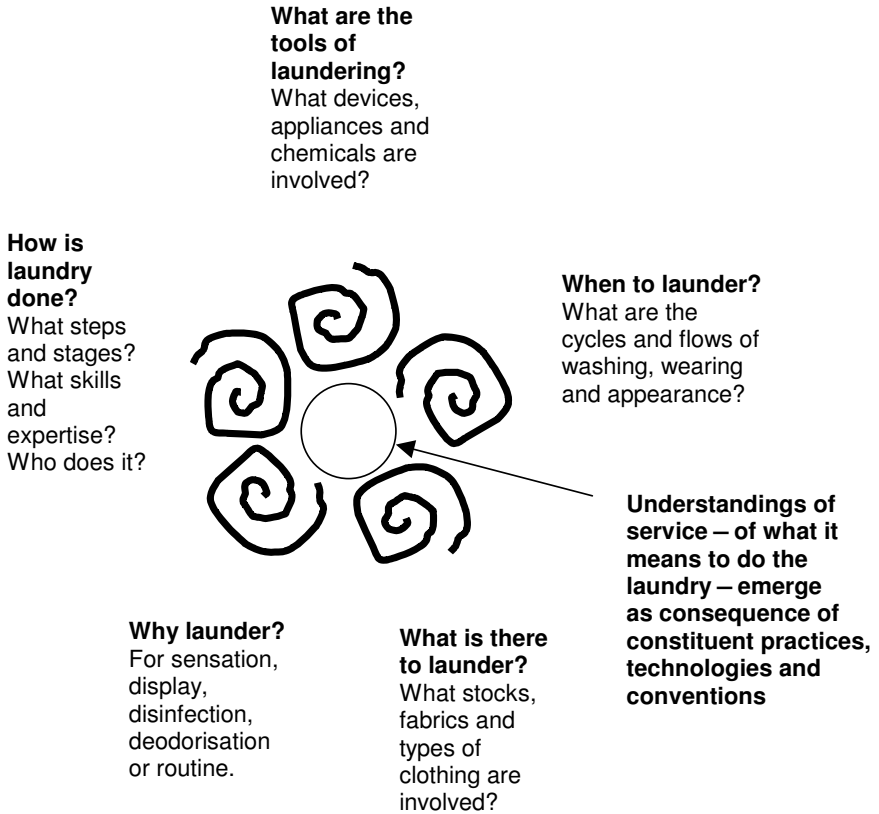 What are the
tools of
laundering?
What devices,
appliances and
chemicals are
involved?
How is
laundry
done?
What steps
and stages?
What skills
and
expertise?
Who does it?
When to launder?
What are the
cycles and flows of
washing, wearing
and appearance?
Understandings of
service – of what it
means to do the
laundry – emerge
as consequence of
constituent practices,
technologies and
conventions
Why launder?
For sensation,
display,
disinfection,
deodorisation
or routine.
What is there
to launder?
What stocks,
fabrics and
types of
clothing are
involved?